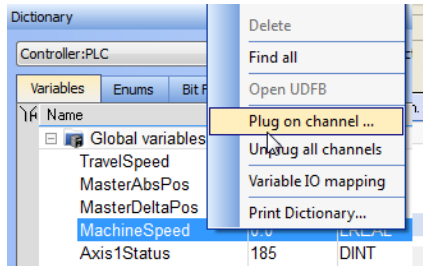 Dictionary
Controller:PLC
Variables Enums Bit F
Name
Global variables
TravelSpeed
MasterAbsPos
MasterDeltaPos
MachineSpeed 0.0 LREAL
Axis1Status 185 DINT
Delete
Find all
Open UDFB
Plug on channel ...
Unplug all channels
Variable IO mapping
Print Dictionary...